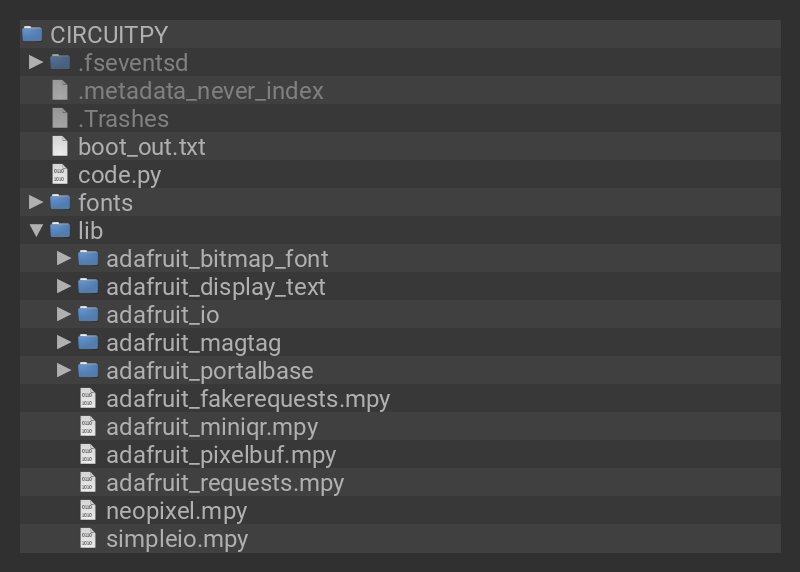 CIRCUITPY
.fseventsd
.metadata_never_index
.Trashes
boot_out.txt
code.py
fonts
lib
adafruit_bitmap_font
adafruit_display_text
adafruit_io
adafruit_magtag
adafruit_portalbase
adafruit_fakerequests.mpy
adafruit_miniqr.mpy
adafruit_pixelbuf.mpy
adafruit_requests.mpy
neopixel.mpy
simpleio.mpy